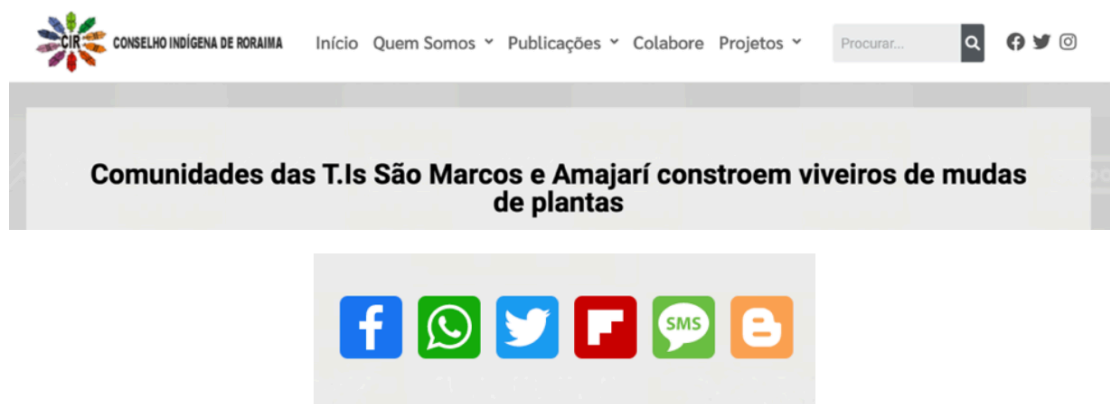 CIR CONSELHO INDÍGENA DE RORAIMA Início Quem Somos Publicações Colabore Projetos Procurar...
Comunidades das T.Is São Marcos e Amajarí constroem viveiros de mudas
de plantas
SMS